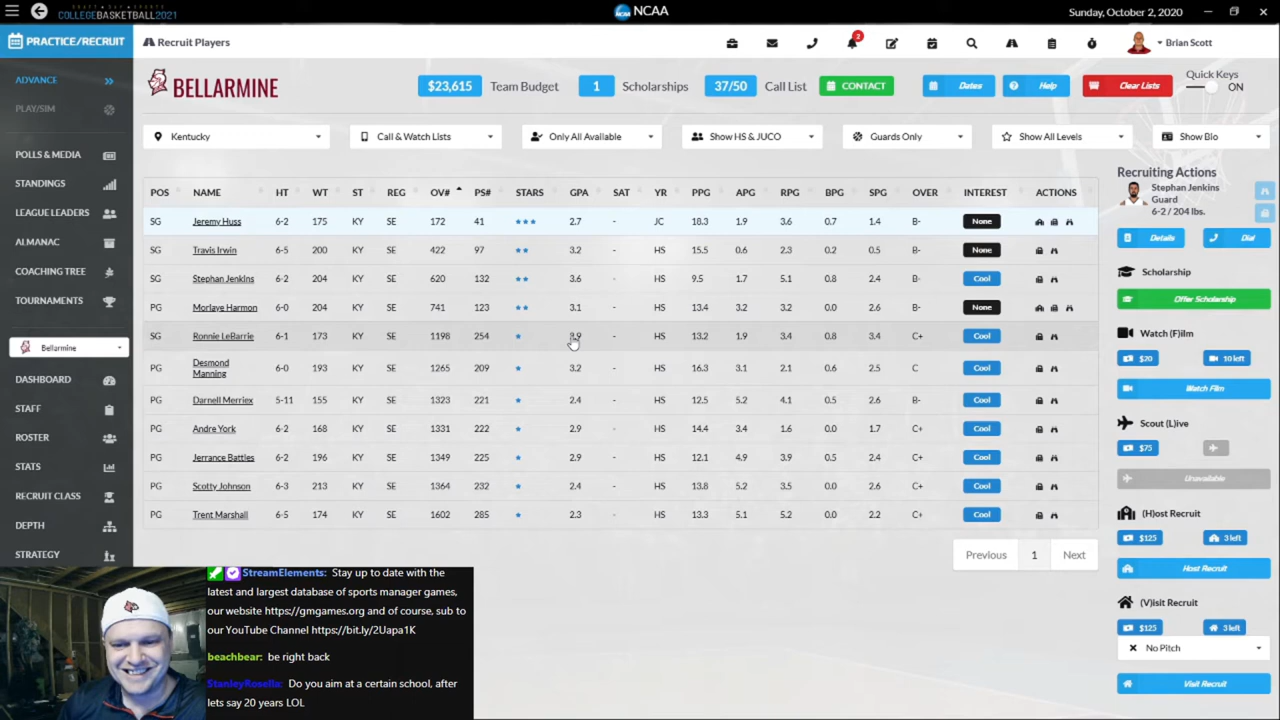 DRAFT DAY SPORTS
COLLEGEBASKETBALL2021
NCAA
Sunday, October 2, 2020
PRACTICE/RECRUIT
Recruit Players
2
Brian Scott
ADVANCE
PLAY/SIM
POLLS & MEDIA
STANDINGS
LEAGUE LEADERS
ALMANAC
COACHING TREE
TOURNAMENTS
Bellarmine
DASHBOARD
STAFF
ROSTER
STATS
RECRUIT CLASS
DEPTH
STRATEGY
BELLARMINE
$23,615 Team Budget 1 Scholarships 37/50 Call List CONTACT Dates Help Clear Lists Quick Keys ON
Kentucky Call & Watch Lists Only All Available Show HS & JUCO Guards Only Show All Levels Show Bio
POS NAME HT WT ST REG OV# PS# STARS GPA SAT YR PPG APG RPG BPG SPG OVER INTEREST ACTIONS
SG Jeremy Huss 6-2 175 KY SE 172 41 2.7 - JC 18.3 1.9 3.6 0.7 1.4 B- None
SG Travis Irwin 6-5 200 KY SE 422 97 3.2 - HS 15.5 0.6 2.3 0.2 0.5 B- None
SG Stephan Jenkins 6-2 204 KY SE 620 132 3.6 - HS 9.5 1.7 5.1 0.8 2.4 B- Cool
PG Morlaye Harmon 6-0 204 KY SE 741 123 3.1 - HS 13.4 3.2 3.2 0.0 2.6 B- None
SG Ronnie LeBarrie 6-1 173 KY SE 1198 254 - HS 13.2 1.9 3.4 0.8 3.4 C+ Cool
PG Desmond Manning 6-0 193 KY SE 1265 209 3.2 - HS 16.3 3.1 2.1 0.6 2.5 C Cool
PG Darnell Merriex 5-11 155 KY SE 1323 221 2.4 - HS 12.5 5.2 4.1 0.5 2.6 B- Cool
PG Andre York 6-2 168 KY SE 1331 222 2.9 - HS 14.4 3.4 1.6 0.0 1.7 C+ Cool
PG Jerrance Battles 6-2 196 KY SE 1349 225 2.9 - HS 12.1 4.9 3.9 0.5 2.4 C+ Cool
PG Scotty Johnson 6-3 213 KY SE 1364 232 2.4 - HS 13.8 5.2 3.5 0.0 2.6 C+ Cool
PG Trent Marshall 6-5 174 KY SE 1602 285 2.3 - HS 13.3 5.1 5.2 0.0 2.2 C+ Cool
Previous 1 Next
Recruiting Actions
Stephan Jenkins
Guard
6-2 / 204 lbs.
Details Dial
Scholarship
Offer Scholarship
Watch (F)ilm
$20 10 left
Watch Film
Scout (L)ive
$75
Unavailable
(H)ost Recruit
$125 3 left
Host Recruit
(V)isit Recruit
$125 3 left
No Pitch
Visit Recruit
StreamElements: Stay up to date with the
latest and largest database of sports manager games,
our website https://gmgames.org and of course, sub to
our YouTube Channel https://bit.ly/2Uapa1K
beachbear: be right back
StanleyRosella: Do you aim at a certain school, after
lets say 20 years LOL